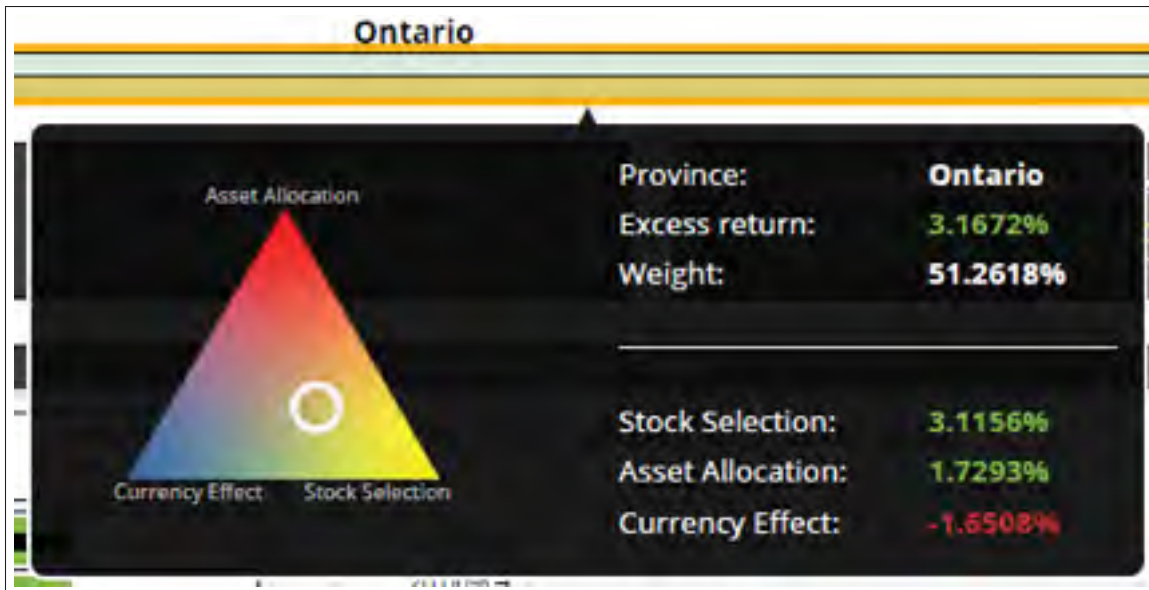 Ontario
Asset Allocation
Currency Effect Stock Selection
Province: Ontario
Excess return: 3.1672%
Weight: 51.2618%
Stock Selection: 3.1156%
Asset Allocation: 1.7293%
Currency Effect: -1.6508%